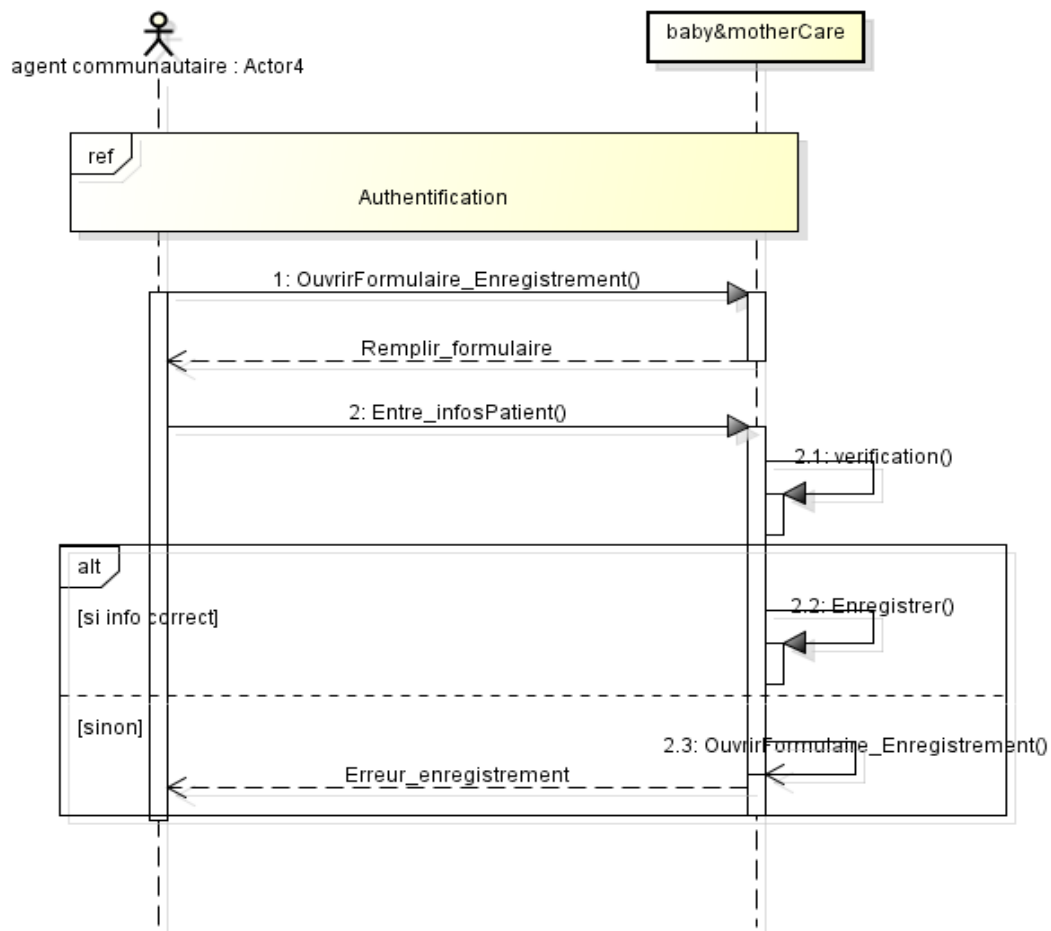 agent communautaire : Actor4
baby&motherCare
ref
Authentification
1: OuvrirFormulaire_Enregistrement()
Remplir_formulaire
2: Entre_infosPatient()
2.1: verification()
alt
[si info correct]
2.2: Enregistrer()
[sinon]
2.3: OuvrirFormulaire_Enregistrement()
Erreur_enregistrement